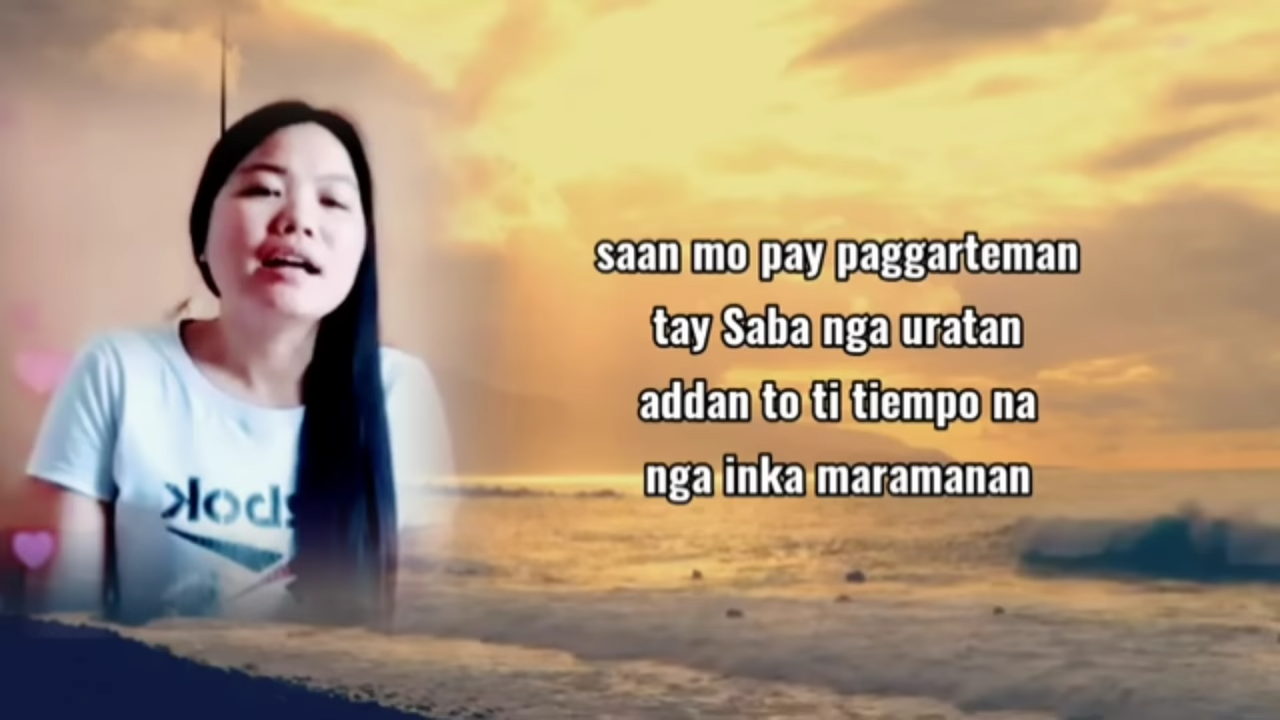 saan mo pay paggarteman
tay Saba nga uratan
addan to ti tiempo na
nga inka maramanan